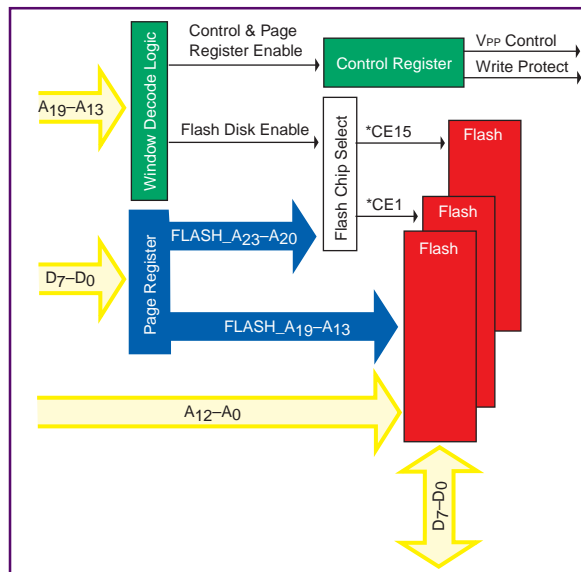 Control & Page
Register Enable
VPP Control
Write Protect
Control Register
A19–A13
Window Decode Logic
Flash Disk Enable
Flash Chip Select
*CE15
Flash
*CE1
Flash
Flash
FLASH_A23–A20
D7–D0
Page Register
FLASH_A19–A13
A12–A0
D7–D0